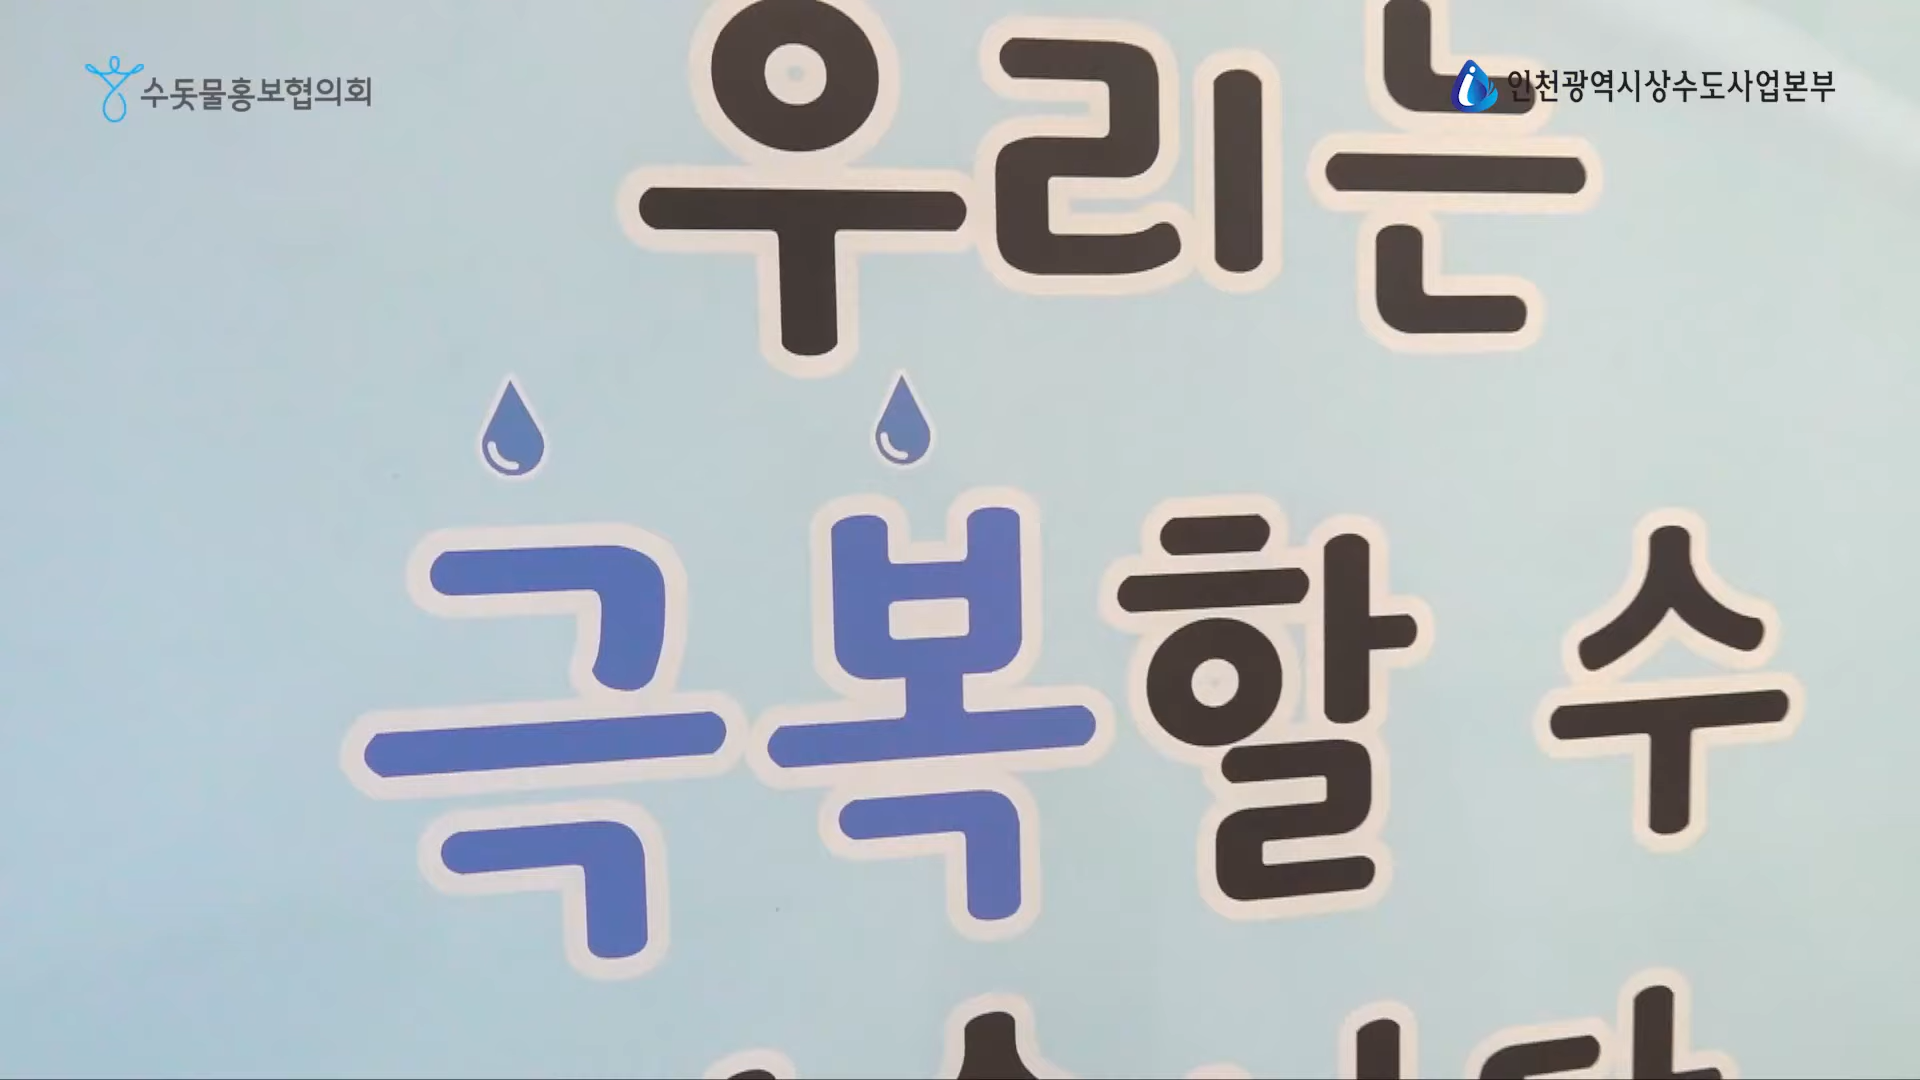 수돗물홍보협의회
인천광역시상수도사업본부
우리는
극복할 수